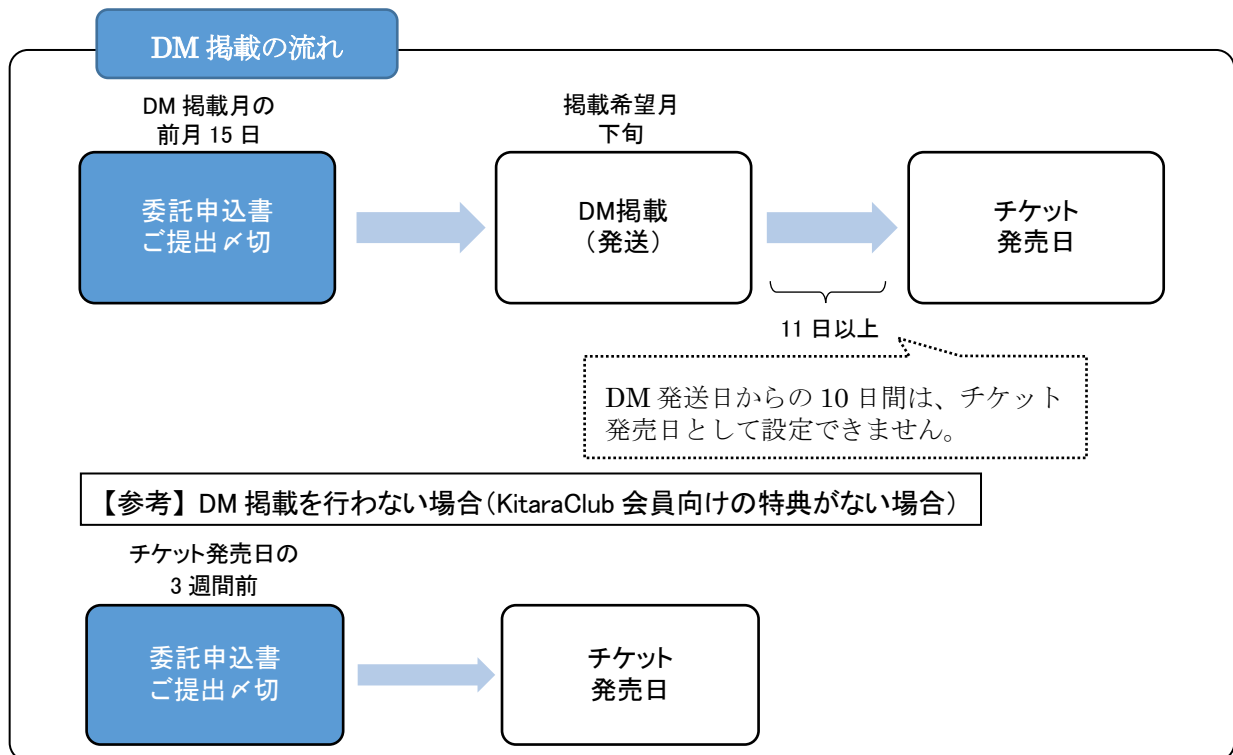 DM 掲載の流れ
DM 掲載月の
前月 15 日
委託申込書
ご提出〆切
掲載希望月
下旬
DM掲載
（発送）
チケット
発売日
11 日以上
DM 発送日からの 10 日間は、チケット
発売日として設定できません。
【参考】 DM 掲載を行わない場合（KitaraClub 会員向けの特典がない場合）
チケット発売日の
3 週間前
委託申込書
ご提出〆切
チケット
発売日